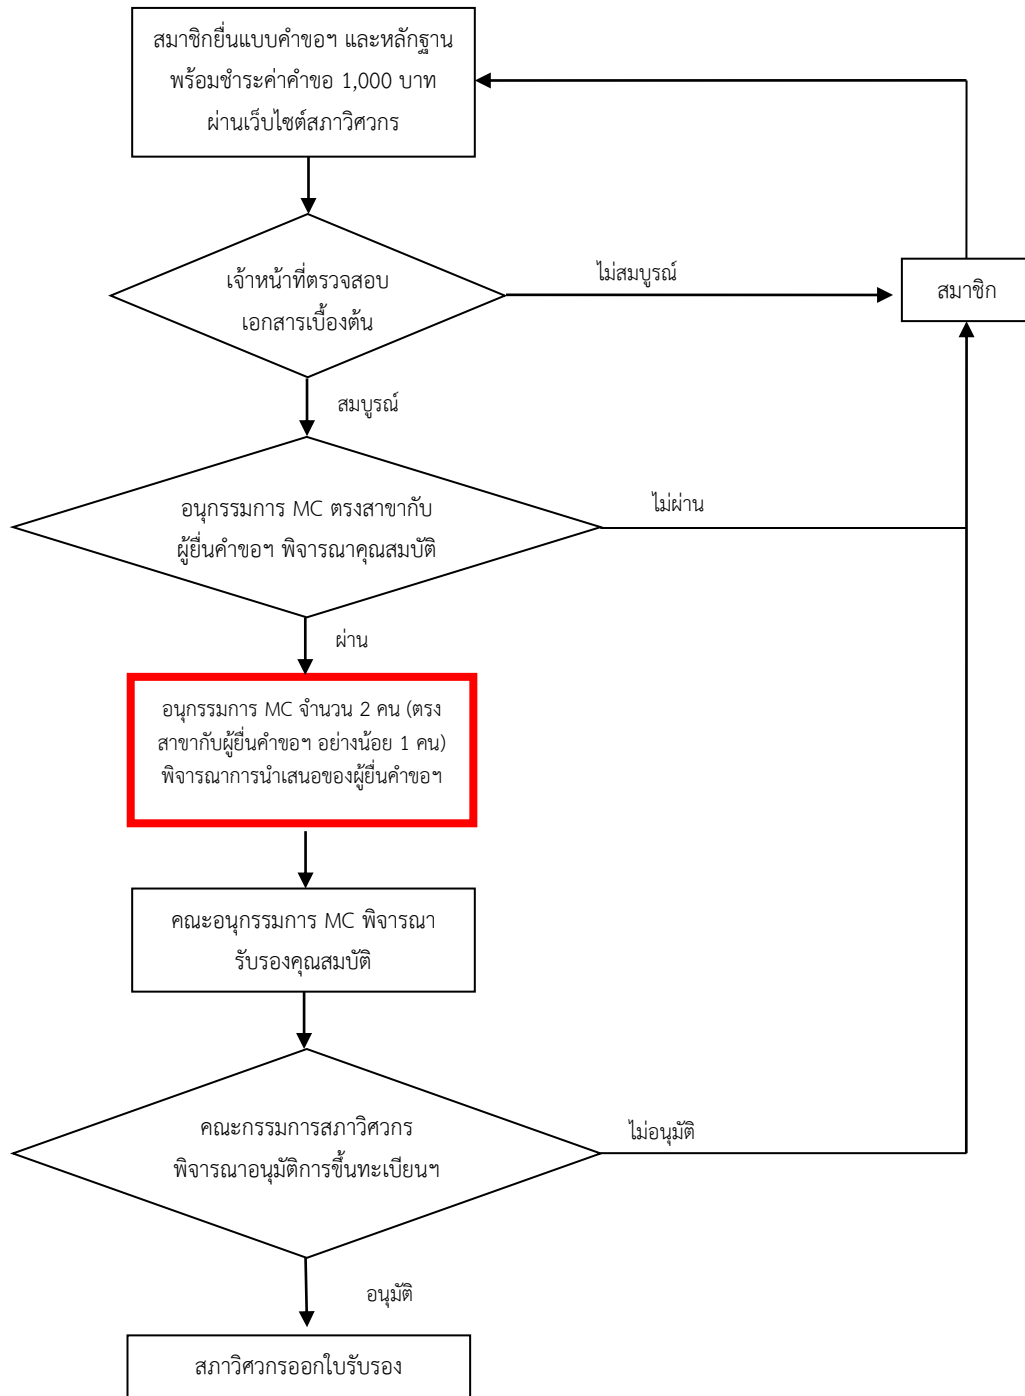 สมาชิกยื่นแบบคำขอฯ และหลักฐาน
พร้อมชำระค่าคำขอ 1,000 บาท
ผ่านเว็บไซต์สภาวิศวกร
เจ้าหน้าที่ตรวจสอบ
เอกสารเบื้องต้น
ไม่สมบูรณ์
สมาชิก
สมบูรณ์
อนุกรรมการ MC ตรงสาขากับ
ผู้ยื่นคำขอฯ พิจารณาคุณสมบัติ
ไม่ผ่าน
ผ่าน
อนุกรรมการ MC จำนวน 2 คน (ตรง
สาขากับผู้ยื่นคำขอฯ อย่างน้อย 1 คน)
พิจารณาการนำเสนอของผู้ยื่นคำขอฯ
คณะอนุกรรมการ MC พิจารณา
รับรองคุณสมบัติ
คณะกรรมการสภาวิศวกร
พิจารณาอนุมัติการขึ้นทะเบียนฯ
ไม่อนุมัติ
อนุมัติ
สภาวิศวกรออกใบรับรอง